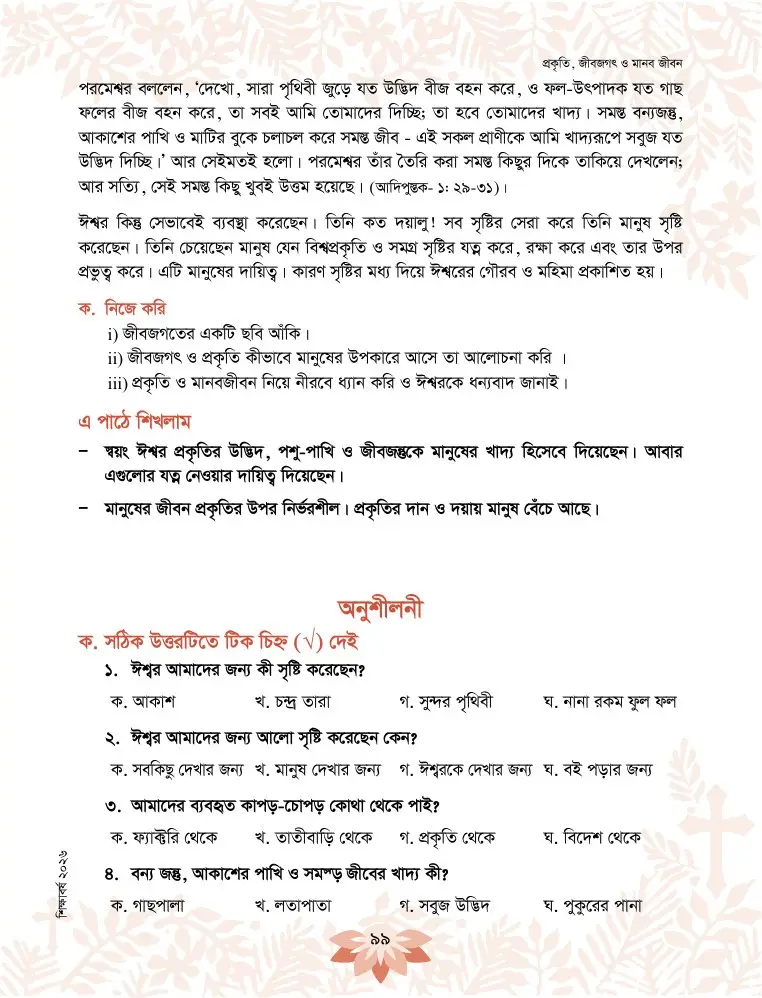 প্রকৃতি, জীবজগৎ ও মানব জীবন
পরমেশ্বর বললেন, ‘দেখো, সারা পৃথিবী জুড়ে যত উদ্ভিদ বীজ বহন করে, ও ফল-উৎপাদক যত গাছ
ফলের বীজ বহন করে, তা সবই আমি তোমাদের দিচ্ছি; তা হবে তোমাদের খাদ্য। সমস্ত বন্যজন্তু,
আকাশের পাখি ও মাটির বুকে চলাচল করে সমস্ত জীব - এই সকল প্রাণীকে আমি খাদ্যরূপে সবুজ যত
উদ্ভিদ দিচ্ছি।’ আর সেইমতই হলো। পরমেশ্বর তাঁর তৈরি করা সমস্ত কিছুর দিকে তাকিয়ে দেখলেন;
আর সত্যি, সেই সমস্ত কিছু খুবই উত্তম হয়েছে। (আদিপুস্তক- ১: ২৯-৩১)।
ঈশ্বর কিন্তু সেভাবেই ব্যবস্থা করেছেন। তিনি কত দয়ালু! সব সৃষ্টির সেরা করে তিনি মানুষ সৃষ্টি
করেছেন। তিনি চেয়েছেন মানুষ যেন বিশ্বপ্রকৃতি ও সমগ্র সৃষ্টির যত্ন করে, রক্ষা করে এবং তার উপর
প্রভুত্ব করে। এটি মানুষের দায়িত্ব। কারণ সৃষ্টির মধ্য দিয়ে ঈশ্বরের গৌরব ও মহিমা প্রকাশিত হয়।
ক. নিজে করি
i) জীবজগতের একটি ছবি আঁকি।
ii) জীবজগৎ ও প্রকৃতি কীভাবে মানুষের উপকারে আসে তা আলোচনা করি ।
iii) প্রকৃতি ও মানবজীবন নিয়ে নীরবে ধ্যান করি ও ঈশ্বরকে ধন্যবাদ জানাই।
এ পাঠে শিখলাম
– স্বয়ং ঈশ্বর প্রকৃতির উদ্ভিদ, পশু-পাখি ও জীবজন্তুকে মানুষের খাদ্য হিসেবে দিয়েছেন। আবার
এগুলোর যত্ন নেওয়ার দায়িত্ব দিয়েছেন।
– মানুষের জীবন প্রকৃতির উপর নির্ভরশীল। প্রকৃতির দান ও দয়ায় মানুষ বেঁচে আছে।
অনুশীলনী
ক. সঠিক উত্তরটিতে টিক চিহ্ন (√) দেই
১. ঈশ্বর আমাদের জন্য কী সৃষ্টি করেছেন?
ক. আকাশ খ. চন্দ্র তারা গ. সুন্দর পৃথিবী ঘ. নানা রকম ফুল ফল
২. ঈশ্বর আমাদের জন্য আলো সৃষ্টি করেছেন কেন?
ক. সবকিছু দেখার জন্য খ. মানুষ দেখার জন্য গ. ঈশ্বরকে দেখার জন্য ঘ. বই পড়ার জন্য
৩. আমাদের ব্যবহৃত কাপড়-চোপড় কোথা থেকে পাই?
ক. ফ্যাক্টরি থেকে খ. তাতীবাড়ি থেকে গ. প্রকৃতি থেকে ঘ. বিদেশ থেকে
৪. বন্য জন্তু, আকাশের পাখি ও সমপ্ড় জীবের খাদ্য কী?
ক. গাছপালা খ. লতাপাতা গ. সবুজ উদ্ভিদ ঘ. পুকুরের পানা
শিক্ষাবর্ষ ২০২৬
৯৯